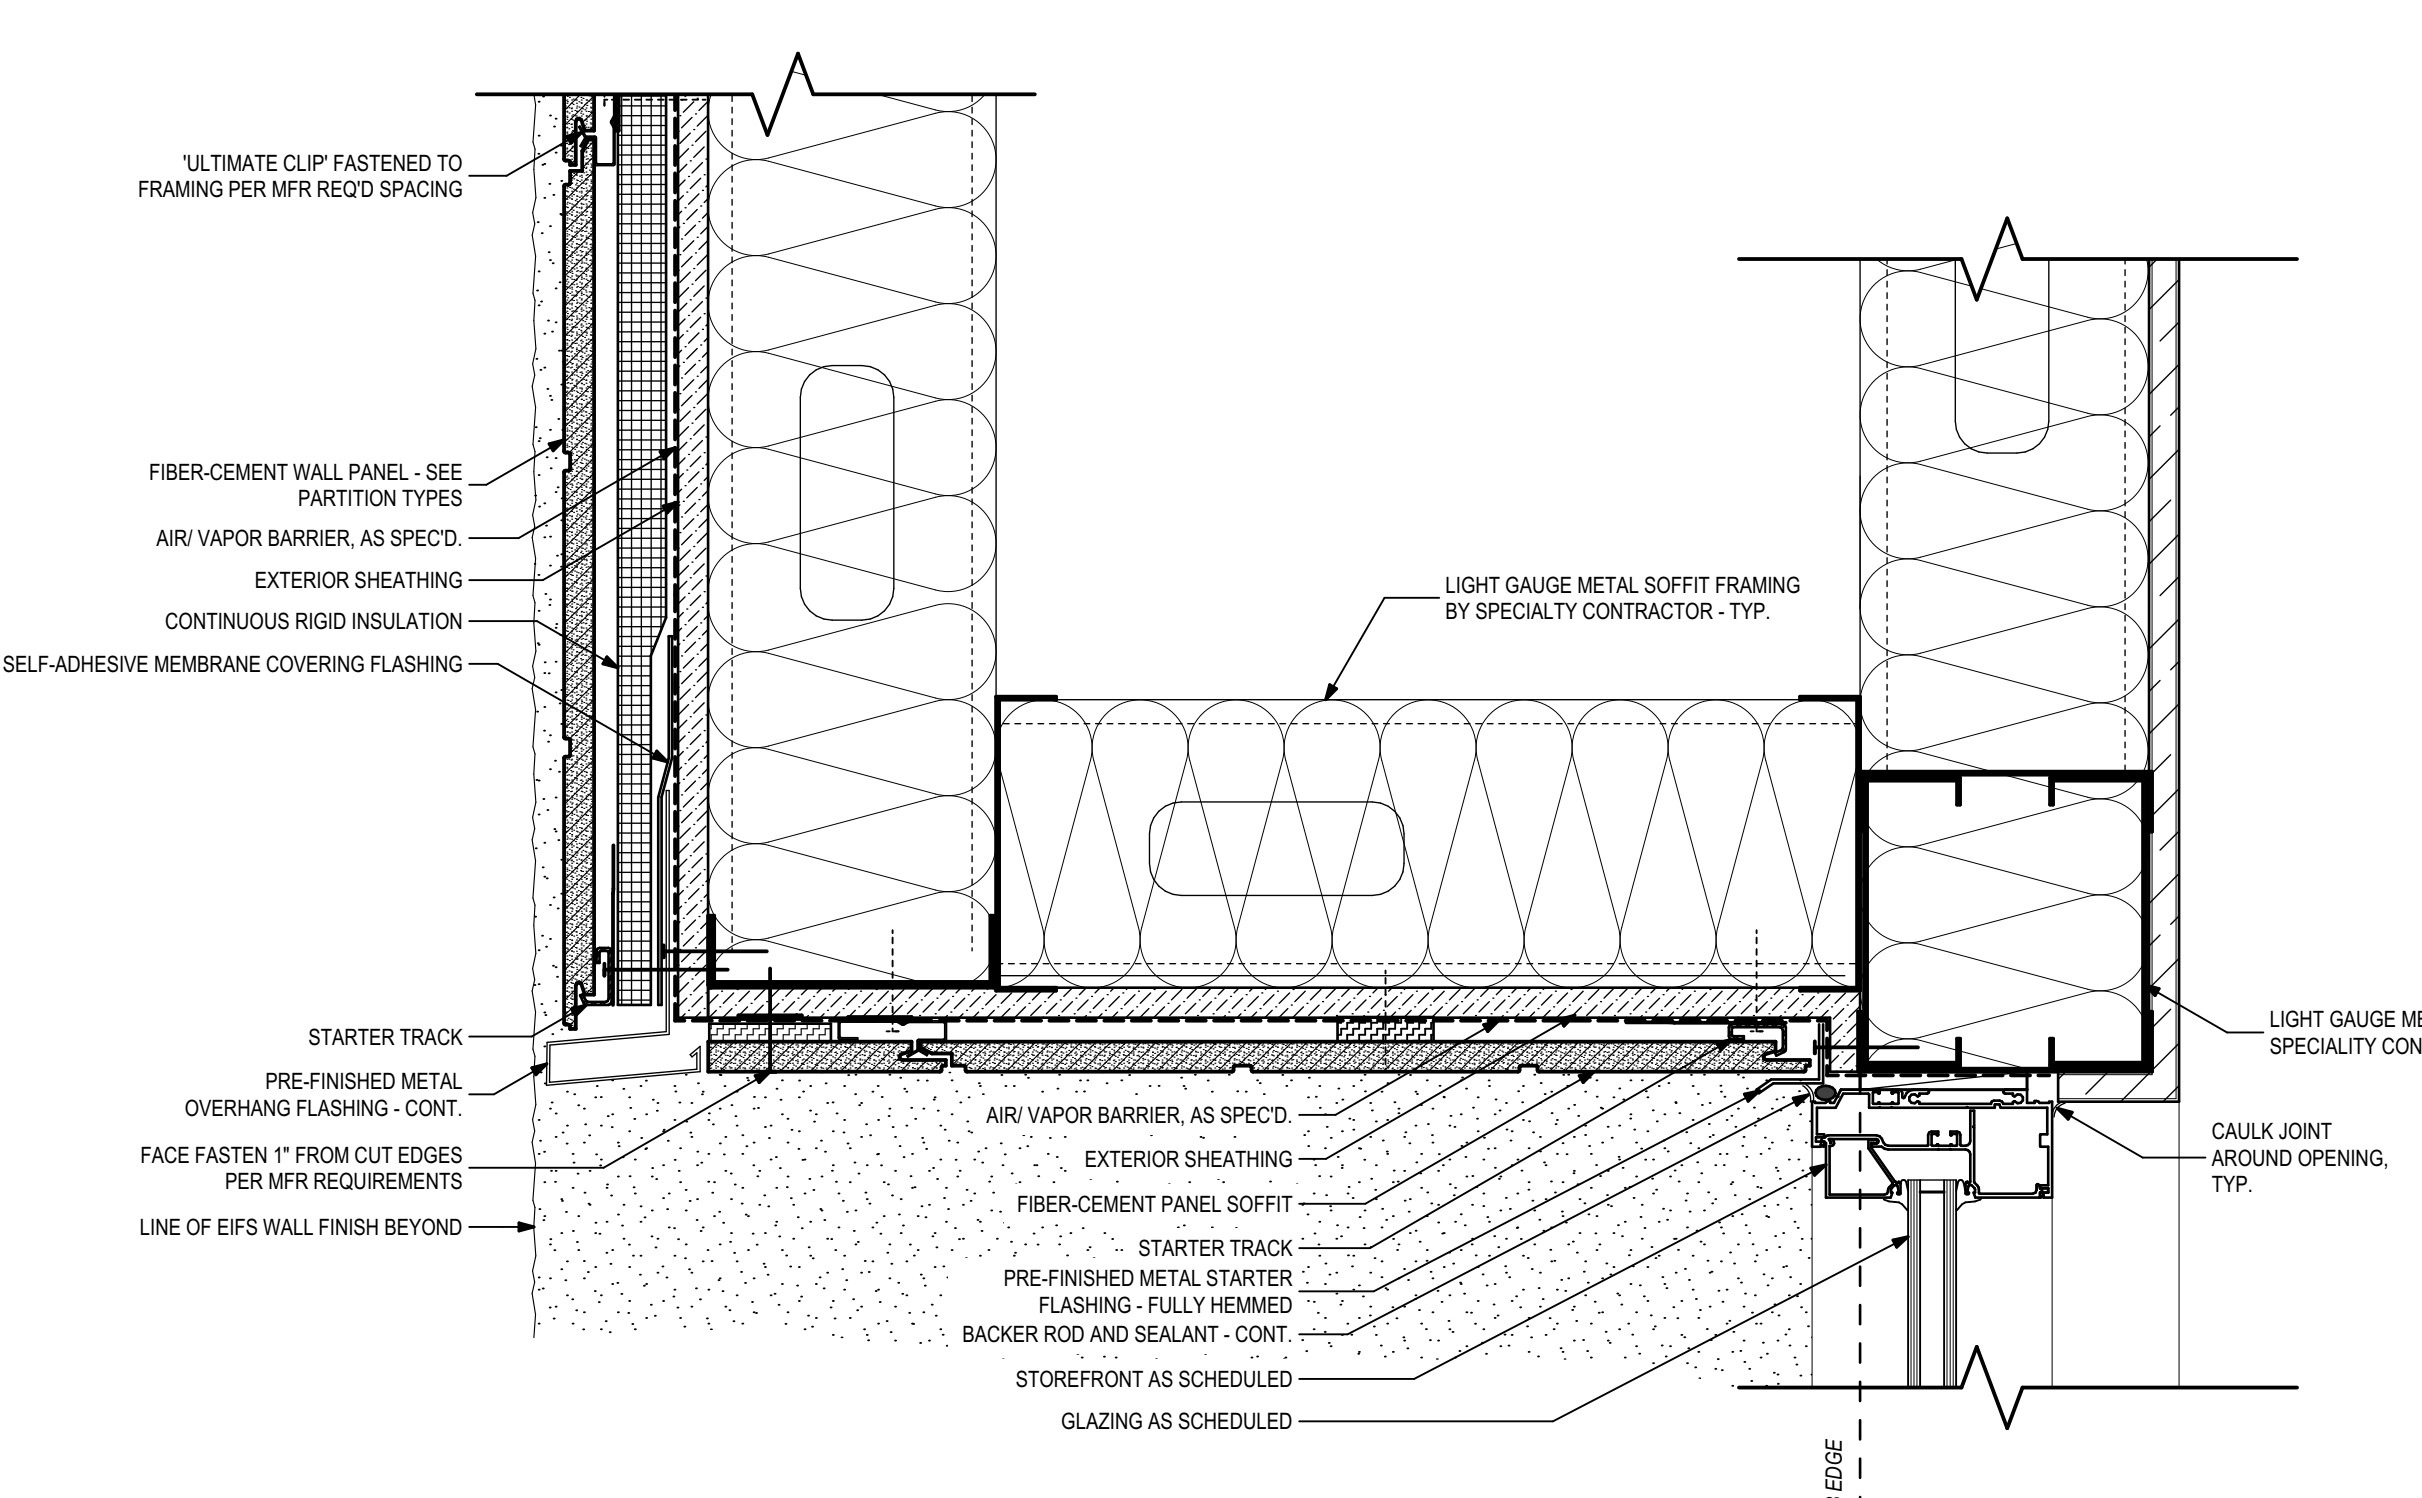 'ULTIMATE CLIP' FASTENED TO
FRAMING PER MFR REQ'D SPACING
FIBER-CEMENT WALL PANEL - SEE
PARTITION TYPES
AIR/ VAPOR BARRIER, AS SPEC'D.
EXTERIOR SHEATHING
CONTINUOUS RIGID INSULATION
SELF-ADHESIVE MEMBRANE COVERING FLASHING
STARTER TRACK
PRE-FINISHED METAL
OVERHANG FLASHING - CONT.
FACE FASTEN 1" FROM CUT EDGES
PER MFR REQUIREMENTS
LINE OF EIFS WALL FINISH BEYOND
LIGHT GAUGE METAL SOFFIT FRAMING
BY SPECIALTY CONTRACTOR - TYP.
AIR/ VAPOR BARRIER, AS SPEC'D.
EXTERIOR SHEATHING
FIBER-CEMENT PANEL SOFFIT
STARTER TRACK
PRE-FINISHED METAL STARTER
FLASHING - FULLY HEMMED
BACKER ROD AND SEALANT - CONT.
STOREFRONT AS SCHEDULED
GLAZING AS SCHEDULED
LIGHT GAUGE
SPECIALITY
CAULK JOINT
AROUND OPENING,
TYP.
EDGE